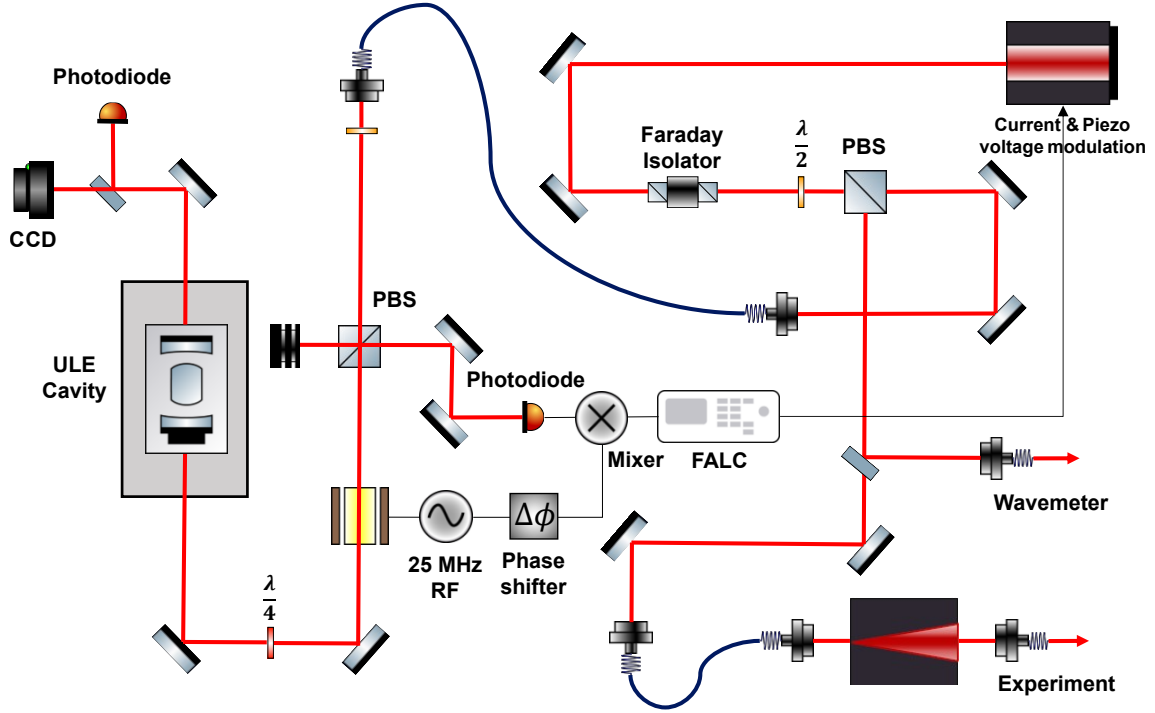 Photodiode
CCD
ULE
Cavity
PBS
Photodiode
Mixer
FALC
25 MHz
RF
Δϕ
Phase
shifter
λ
4
Faraday
Isolator
λ
2
PBS
Current & Piezo
voltage modulation
Wavemeter
Experiment